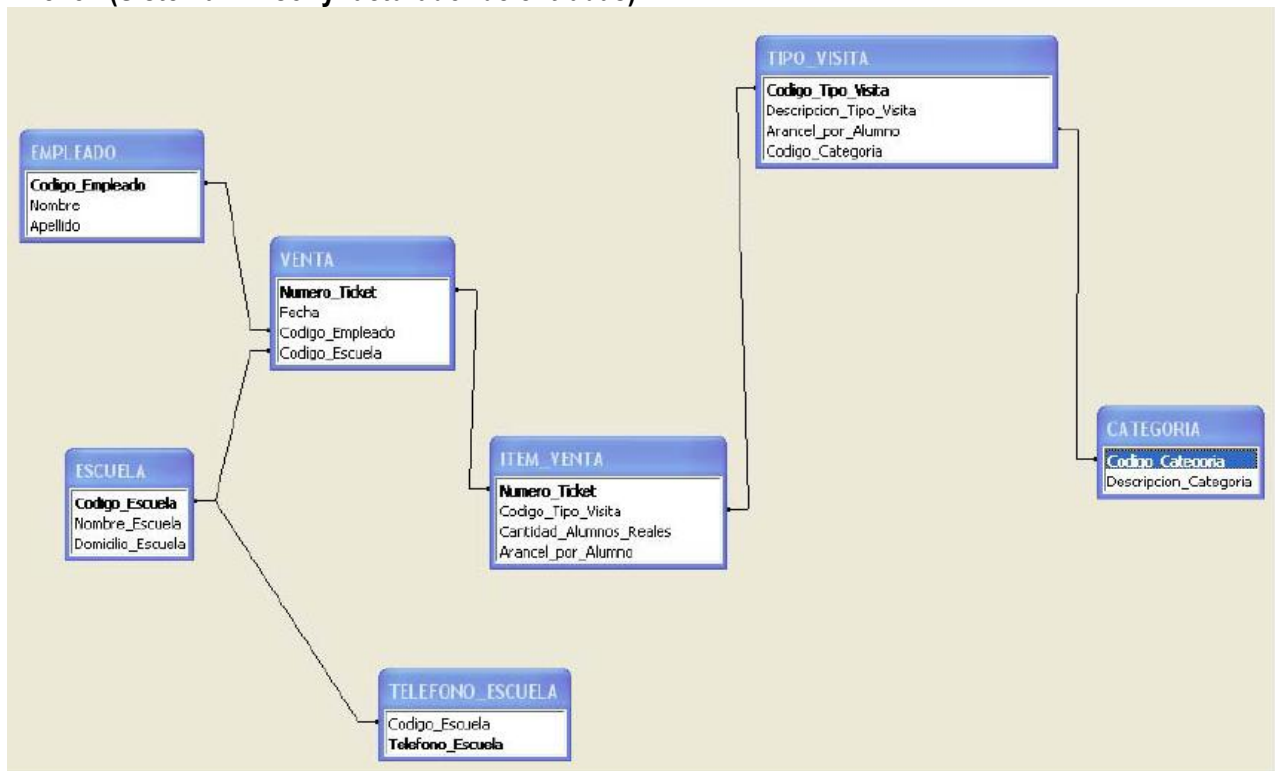 EMPLEADO
Codigo_Empleado
Nombre
Apellido
VENTA
Numero_Ticket
Fecha
Codigo_Empleado
Codigo_Escuela
ESCUELA
Codigo_Escuela
Nombre_Escuela
Domicilio_Escuela
ITEM_VENTA
Numero_Ticket
Codigo_Tipo_Visita
Cantidad_Alumnos_Reales
Arancel_por_Alumno
TELEFONO_ESCUELA
Codigo_Escuela
Telefono_Escuela
TIPO_VISITA
Codigo_Tipo_Visita
Descripcion_Tipo_Visita
Arancel_por_Alumno
Codigo_Categoria
CATEGORIA
Codigo_Categoria
Descripcion_Categoria